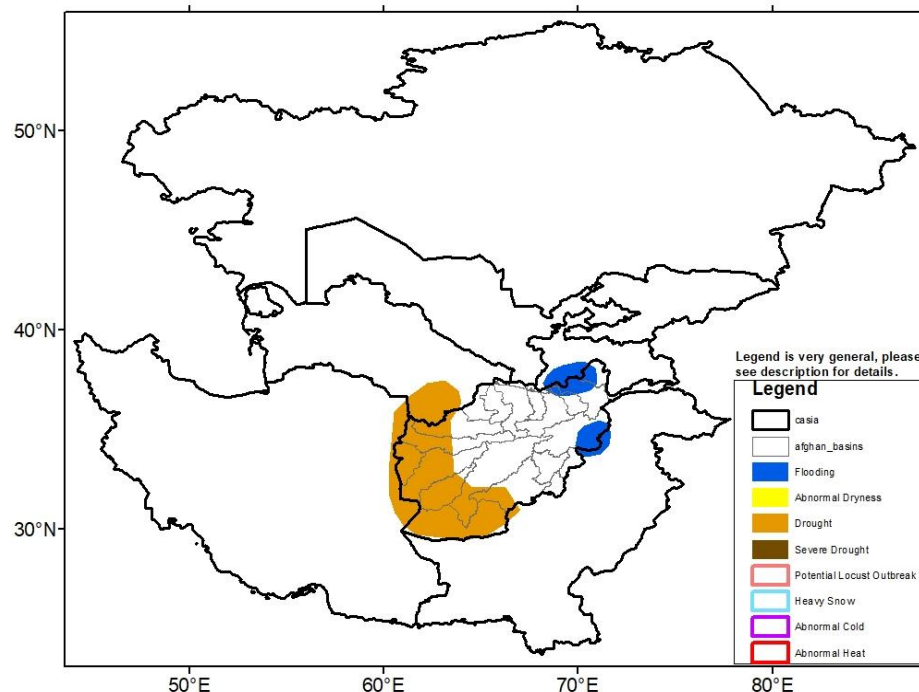 50°N
40°N
30°N
50°E
60°E
70°E
80°E
Legend is very general, please
see description for details.
Legend
casia
afghan_basins
Flooding
Abnormal Dryness
Drought
Severe Drought
Potential Locust Outbreak
Heavy Snow
Abnormal Cold
Abnormal Heat